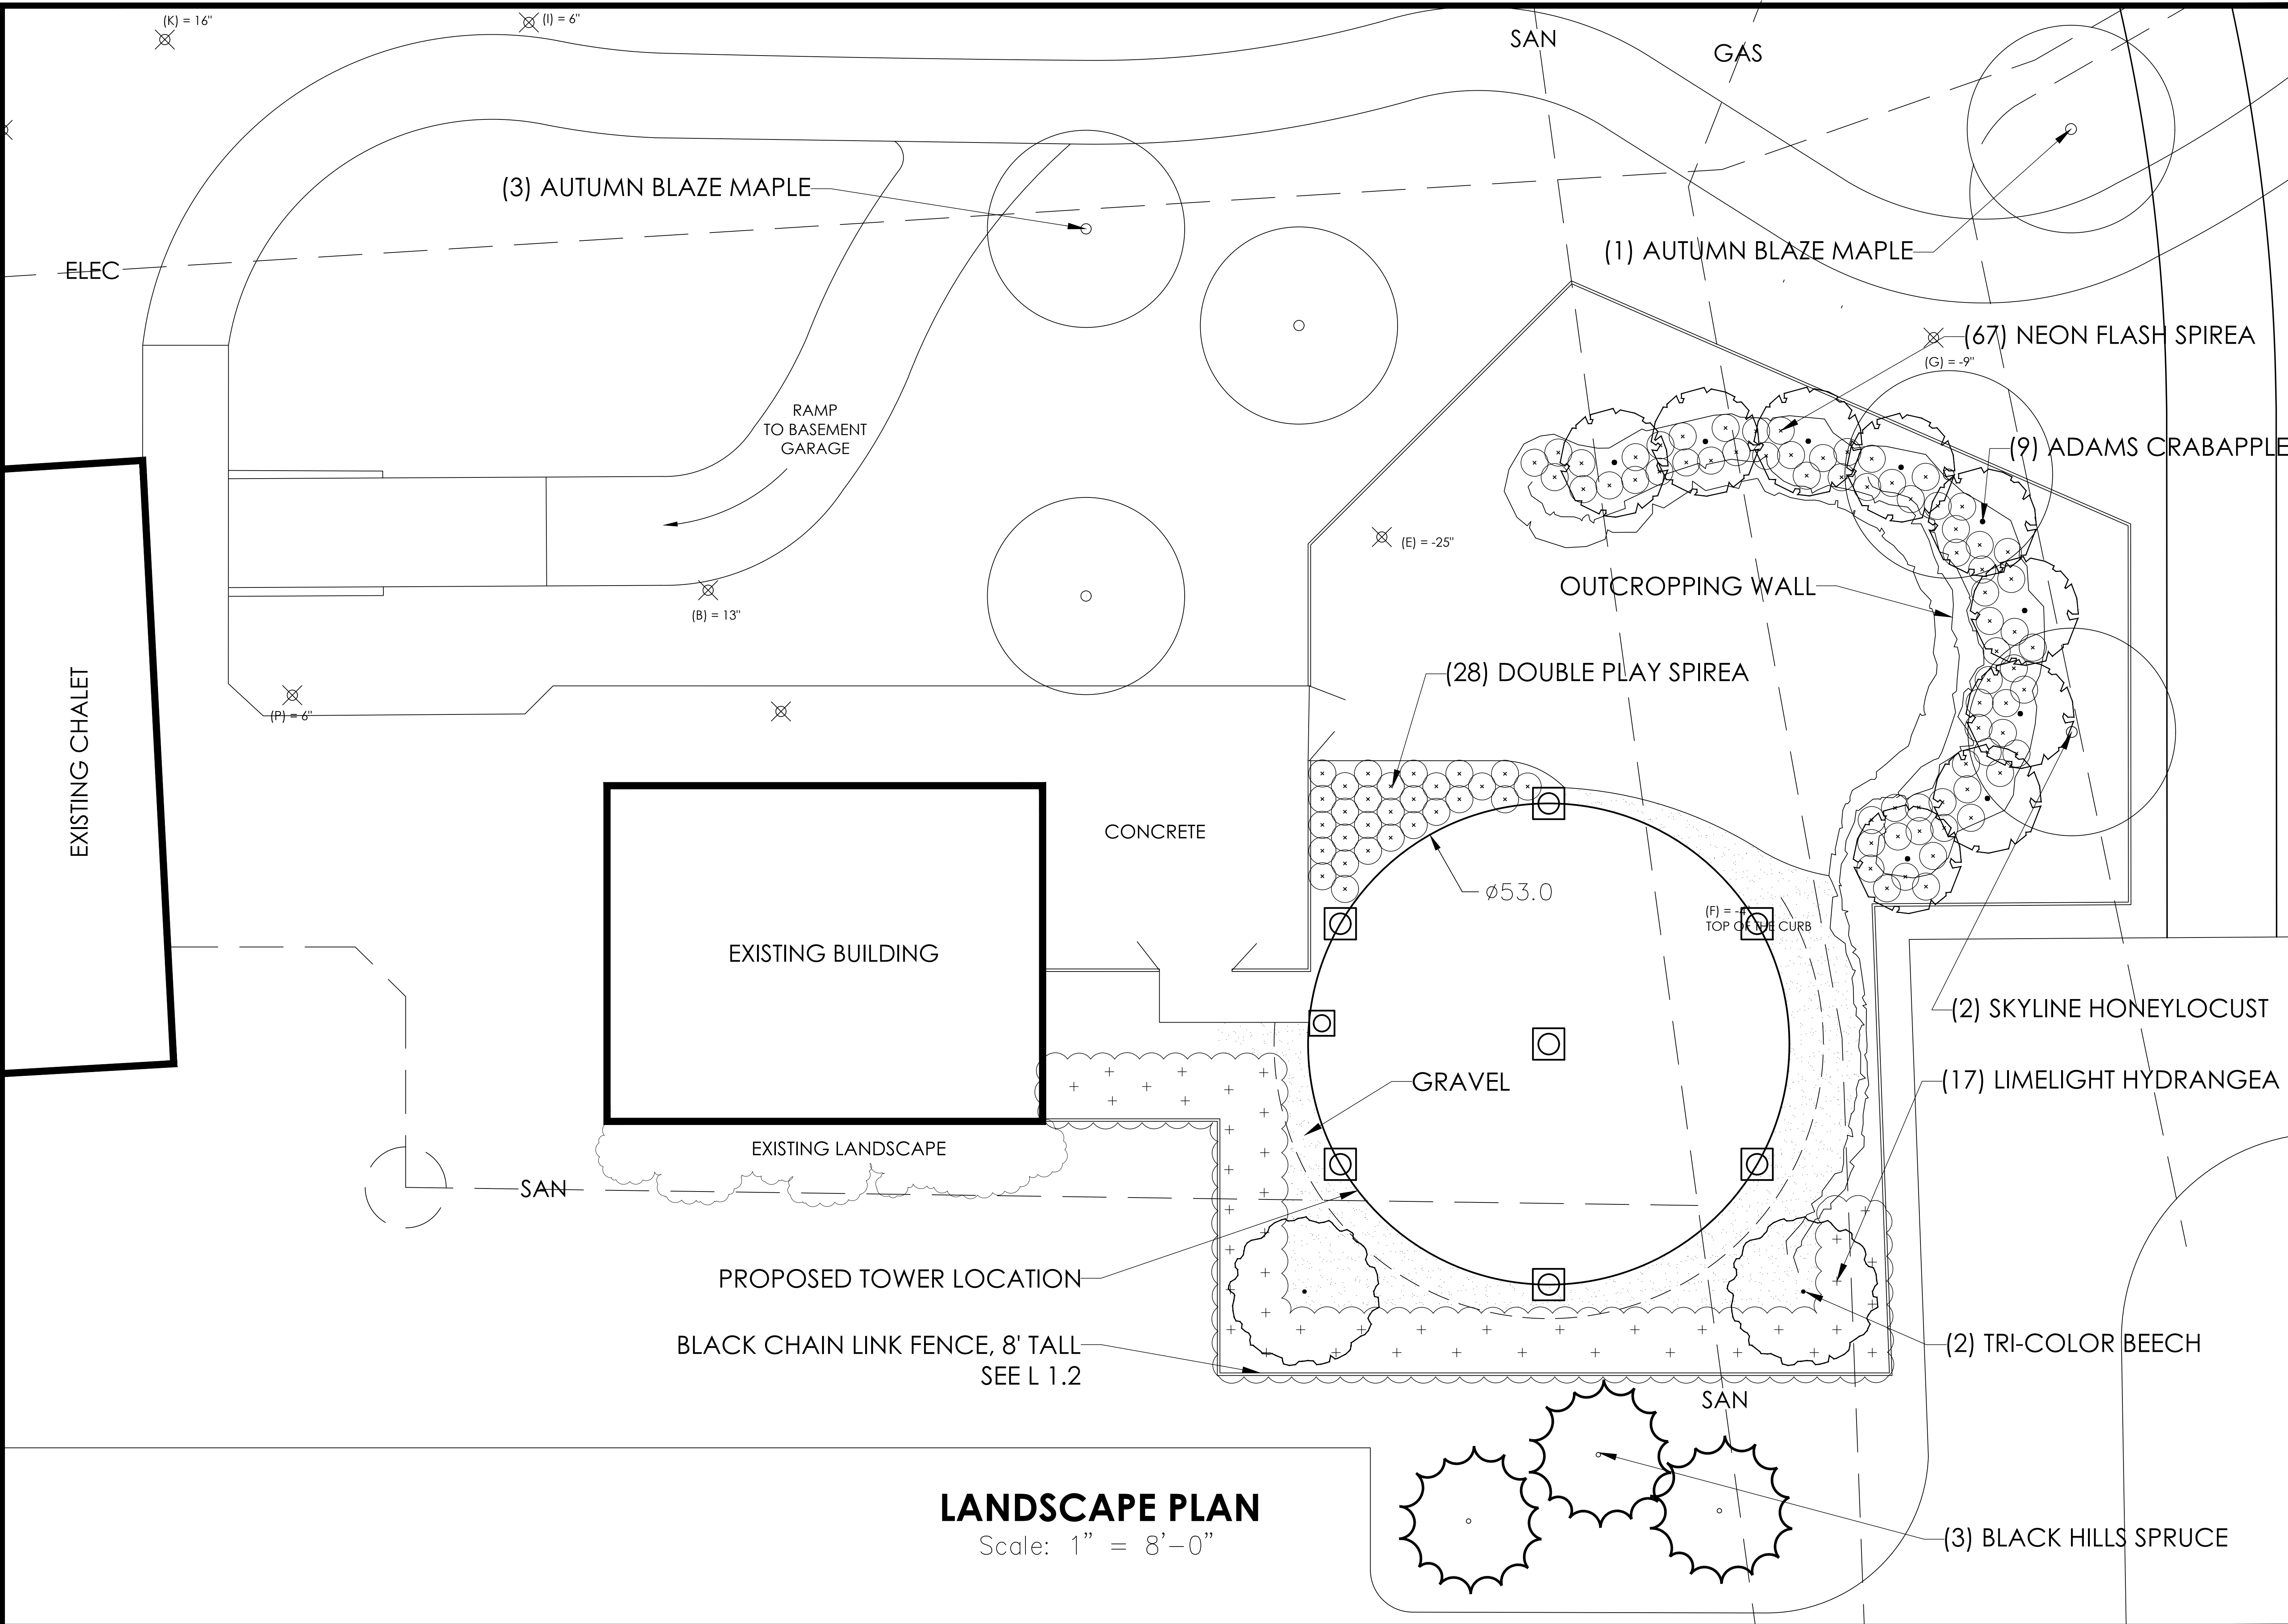 (K) = 16"
(I) = 6"
SAN
GAS
(3) AUTUMN BLAZE MAPLE
(1) AUTUMN BLAZE MAPLE
ELEC
(67) NEON FLASH SPIREA
(G) = -9"
RAMP
TO BASEMENT
GARAGE
(9) ADAMS CRABAPPLE
(E) = -25"
OUTCROPPING WALL
(B) = 13"
(28) DOUBLE PLAY SPIREA
(P) = 6"
EXISTING CHALET
CONCRETE
ø53.0
(F) = -4"
TOP OF THE CURB
EXISTING BUILDING
(2) SKYLINE HONEYLOCUST
GRAVEL
(17) LIMELIGHT HYDRANGEA
EXISTING LANDSCAPE
SAN
PROPOSED TOWER LOCATION
BLACK CHAIN LINK FENCE, 8' TALL
SEE L 1.2
(2) TRI-COLOR BEECH
SAN
LANDSCAPE PLAN
Scale: 1" = 8'-0"
(3) BLACK HILLS SPRUCE